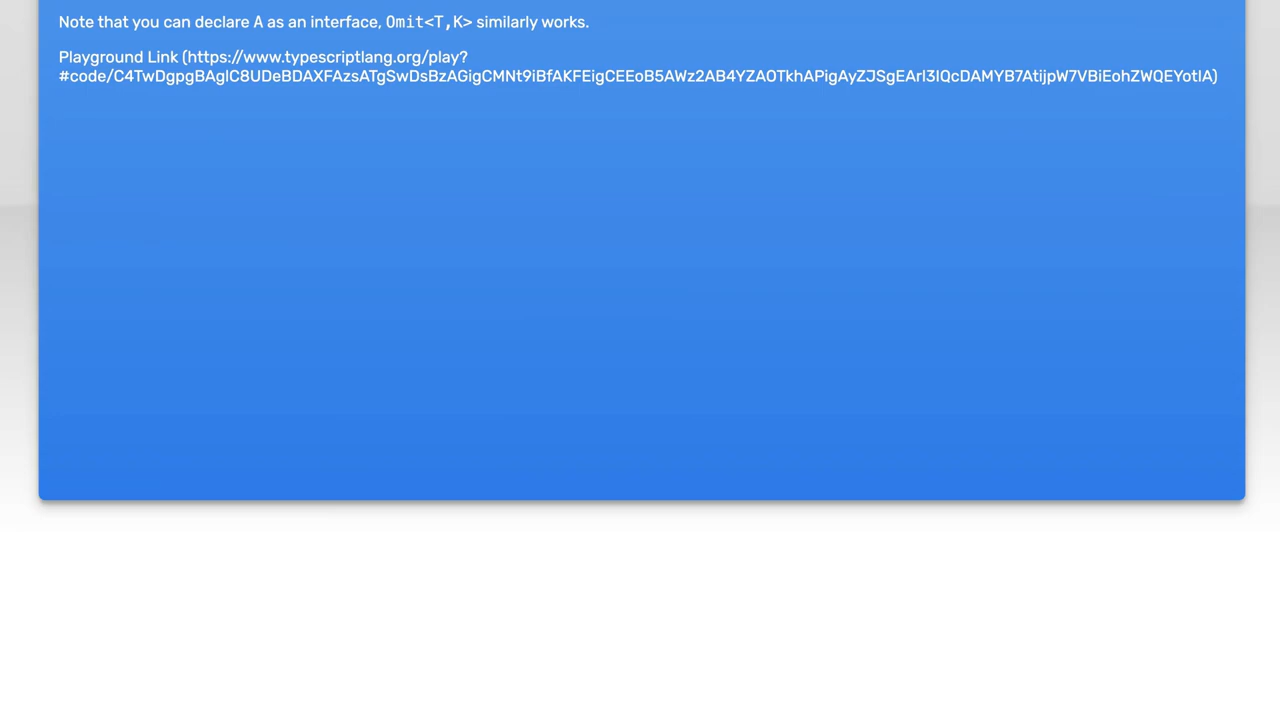 Note that you can declare A as an interface, Omit<T,K> similarly works.
Playground Link (https://www.typescriptlang.org/play?
#code/C4TwDgpgBAglC8UDeBDAXFAzsATgSwDsBzAGigCMNt9iBfAKFEigCEEoB5AWz2AB4YZAOTkhAPigAyZJSgEArl3IQcDAMYB7AtijpW7VBiEohZWQEYotIA)